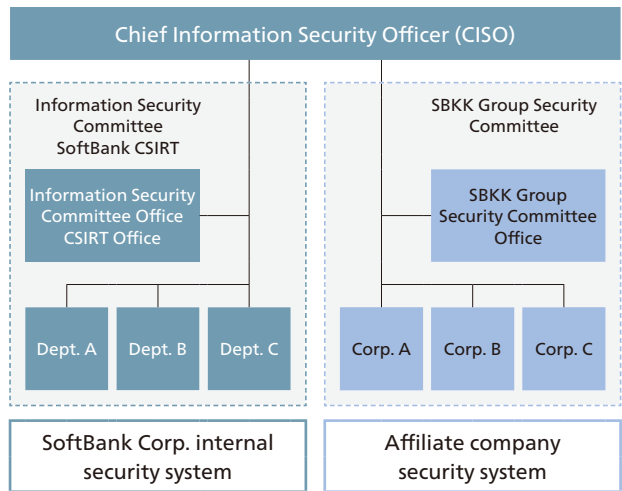 Chief Information Security Officer (CISO)
Information Security
Committee
SoftBank CSIRT
Information Security
Committee Office
CSIRT Office
Dept. A
Dept. B
Dept. C
SoftBank Corp. internal
security system
SBKK Group Security
Committee
SBKK Group
Security Committee
Office
Corp. A
Corp. B
Corp. C
Affiliate company
security system